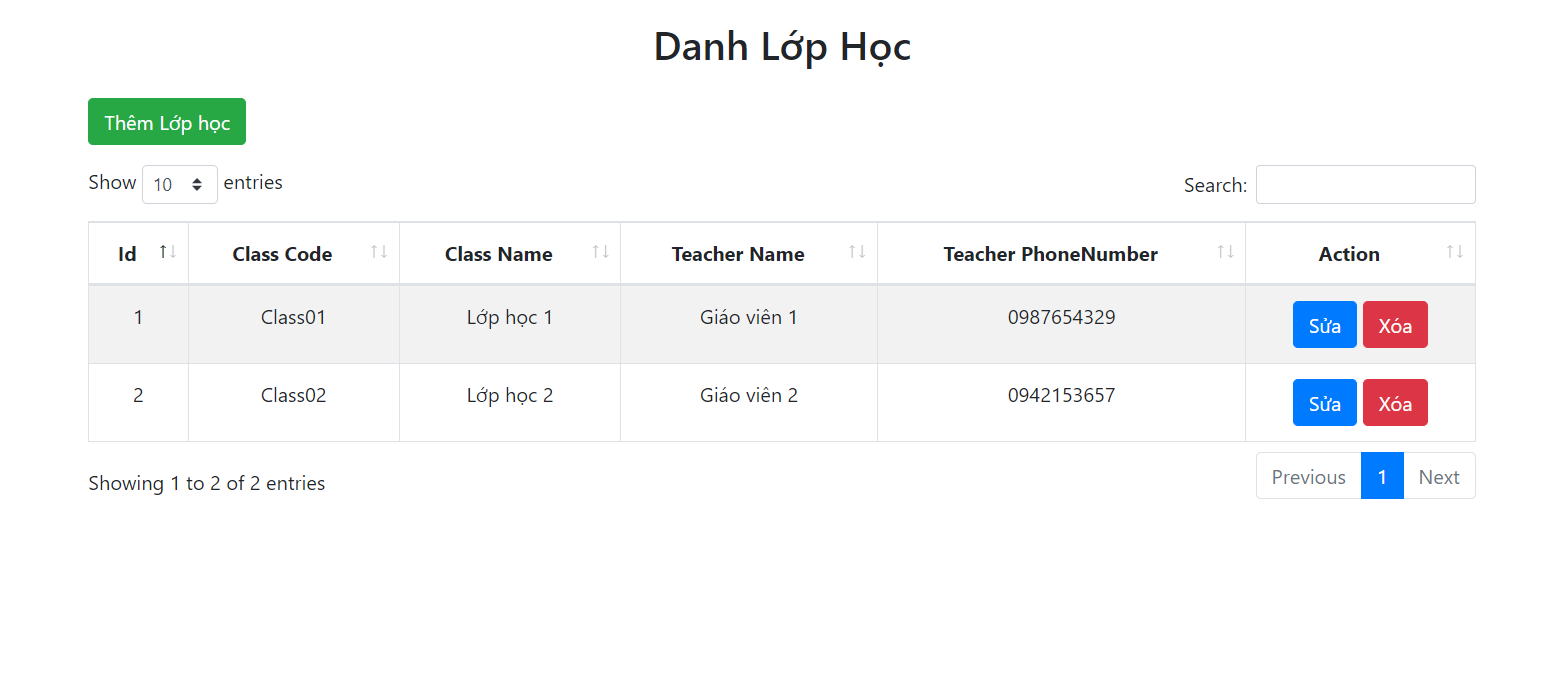 Danh Lớp Học
Thêm Lớp học
Show 10 entries Search:
Id Class Code Class Name Teacher Name Teacher PhoneNumber Action
1 Class01 Lớp học 1 Giáo viên 1 0987654329 Sửa Xóa
2 Class02 Lớp học 2 Giáo viên 2 0942153657 Sửa Xóa
Showing 1 to 2 of 2 entries Previous 1 Next